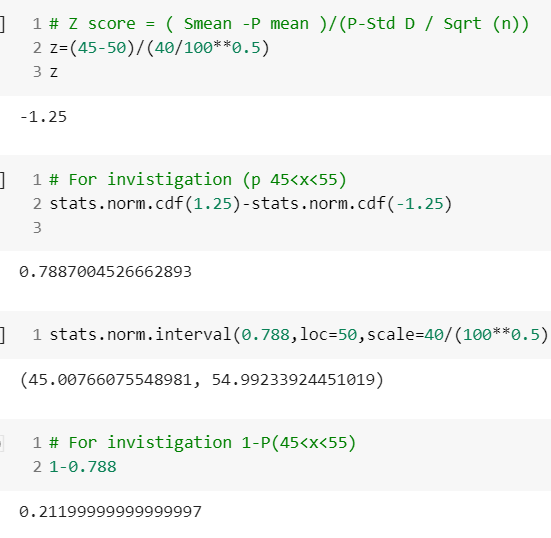 ] 1 # Z score = ( Smean -P mean )/(P-Std D / Sqrt (n))
2 z=(45-50)/(40/100**0.5)
3 z
-1.25
] 1 # For invistigation (p 45<x<55)
2 stats.norm.cdf(1.25)-stats.norm.cdf(-1.25)
3
0.7887004526662893
] 1 stats.norm.interval(0.788,loc=50,scale=40/(100**0.5)
(45.00766075548981, 54.99233924451019)
1 # For invistigation 1-P(45<x<55)
2 1-0.788
0.21199999999999997